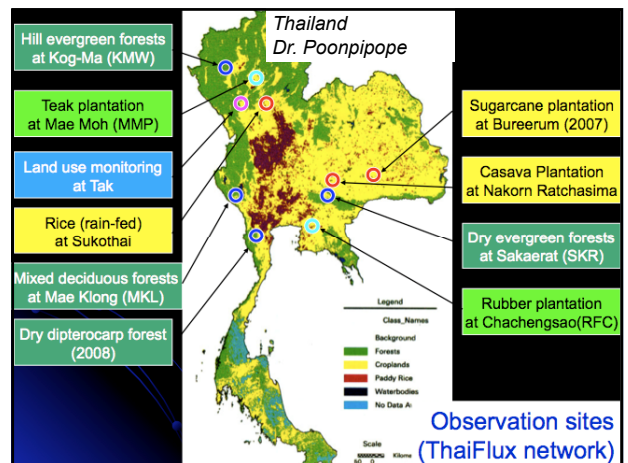 Thailand
Dr. Poonpipope
Hill evergreen forests
at Kog-Ma (KMW)
Teak plantation
at Mae Moh (MMP)
Land use monitoring
at Tak
Rice (rain-fed)
at Sukothai
Mixed deciduous forests
at Mae Klong (MKL)
Dry dipterocarp forest
(2008)
Sugarcane plantation
at Bureerum (2007)
Casava Plantation
at Nakorn Ratchasima
Dry evergreen forests
at Sakaerat (SKR)
Rubber plantation
at Chachengsao(RFC)
Legend
Class_Names
Background
Forests
Croplands
Paddy Rice
Waterbodies
No Data A
Scale
Kilome
Observation sites
(ThaiFlux network)